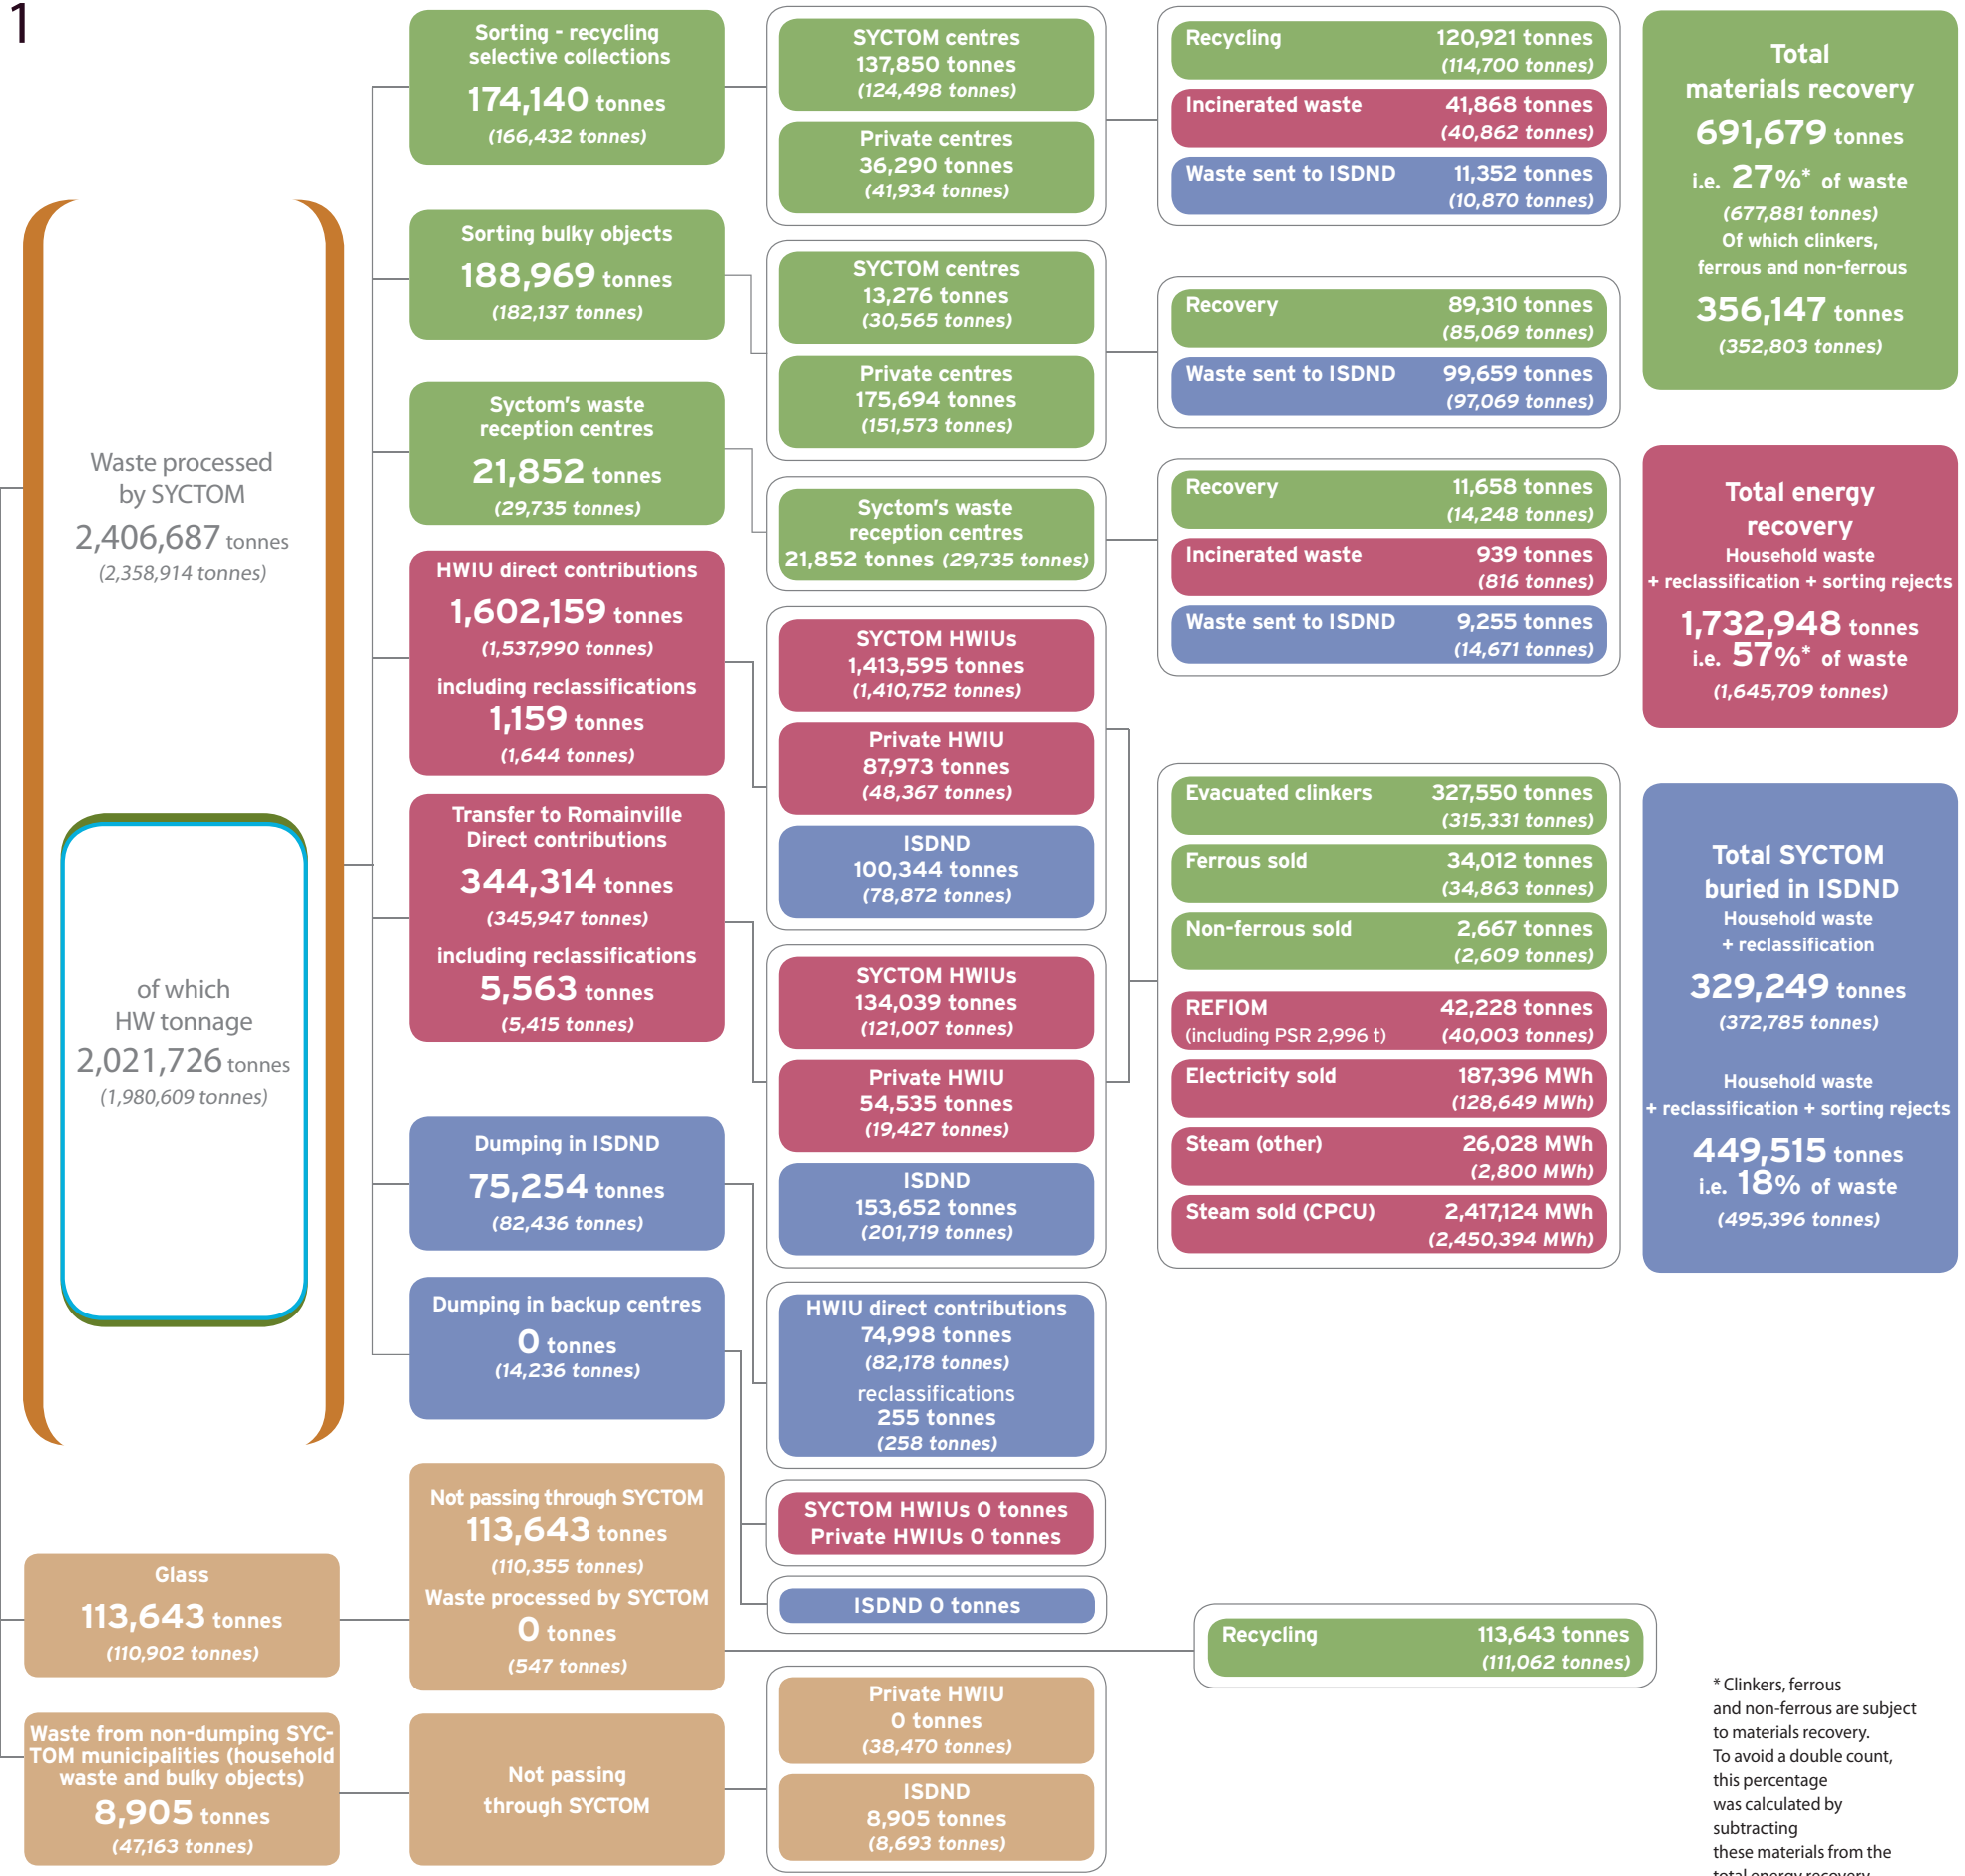 1
Waste processed
by SYCTOM
2,406,687 tonnes
(2,358,914 tonnes)
of which
HW tonnage
2,021,726 tonnes
(1,980,609 tonnes)
Glass
113,643 tonnes
(110,902 tonnes)
Waste from non-dumping SYC-
TOM municipalities (household
waste and bulky objects)
8,905 tonnes
(47,163 tonnes)
Sorting - recycling
selective collections
174,140 tonnes
(166,432 tonnes)
Sorting bulky objects
188,969 tonnes
(182,137 tonnes)
Syctom's waste
reception centres
21,852 tonnes
(29,735 tonnes)
HWIU direct contributions
1,602,159 tonnes
(1,537,990 tonnes)
including reclassifications
1,159 tonnes
(1,644 tonnes)
Transfer to Romainville
Direct contributions
344,314 tonnes
(345,947 tonnes)
including reclassifications
5,563 tonnes
(5,415 tonnes)
Dumping in ISDND
75,254 tonnes
(82,436 tonnes)
Dumping in backup centres
0 tonnes
(14,236 tonnes)
Not passing through SYCTOM
113,643 tonnes
(110,355 tonnes)
Waste processed by SYCTOM
0 tonnes
(547 tonnes)
Not passing
through SYCTOM
SYCTOM centres
137,850 tonnes
(124,498 tonnes)
Private centres
36,290 tonnes
(41,934 tonnes)
SYCTOM centres
13,276 tonnes
(30,565 tonnes)
Private centres
175,694 tonnes
(151,573 tonnes)
Syctom's waste
reception centres
21,852 tonnes (29,735 tonnes)
SYCTOM HWIUs
1,413,595 tonnes
(1,410,752 tonnes)
Private HWIU
87,973 tonnes
(48,367 tonnes)
ISDND
100,344 tonnes
(78,872 tonnes)
SYCTOM HWIUs
134,039 tonnes
(121,007 tonnes)
Private HWIU
54,535 tonnes
(19,427 tonnes)
ISDND
153,652 tonnes
(201,719 tonnes)
HWIU direct contributions
74,998 tonnes
(82,178 tonnes)
reclassifications
255 tonnes
(258 tonnes)
SYCTOM HWIUs 0 tonnes
Private HWIUs 0 tonnes
ISDND 0 tonnes
Private HWIU
0 tonnes
(38,470 tonnes)
ISDND
8,905 tonnes
(8,693 tonnes)
Recycling 120,921 tonnes
(114,700 tonnes)
Incinerated waste 41,868 tonnes
(40,862 tonnes)
Waste sent to ISDND 11,352 tonnes
(10,870 tonnes)
Recovery 89,310 tonnes
(85,069 tonnes)
Waste sent to ISDND 99,659 tonnes
(97,069 tonnes)
Recovery 11,658 tonnes
(14,248 tonnes)
Incinerated waste 939 tonnes
(816 tonnes)
Waste sent to ISDND 9,255 tonnes
(14,671 tonnes)
Evacuated clinkers 327,550 tonnes
(315,331 tonnes)
Ferrous sold 34,012 tonnes
(34,863 tonnes)
Non-ferrous sold 2,667 tonnes
(2,609 tonnes)
REFIOM 42,228 tonnes
(including PSR 2,996 t) (40,003 tonnes)
Electricity sold 187,396 MWh
(128,649 MWh)
Steam (other) 26,028 MWh
(2,800 MWh)
Steam sold (CPCU) 2,417,124 MWh
(2,450,394 MWh)
Recycling 113,643 tonnes
(111,062 tonnes)
Total
materials recovery
691,679 tonnes
i.e. 27%* of waste
(677,881 tonnes)
Of which clinkers,
ferrous and non-ferrous
356,147 tonnes
(352,803 tonnes)
Total energy
recovery
Household waste
+ reclassification + sorting rejects
1,732,948 tonnes
i.e. 57%* of waste
(1,645,709 tonnes)
Total SYCTOM
buried in ISDND
Household waste
+ reclassification
329,249 tonnes
(372,785 tonnes)
Household waste
+ reclassification + sorting rejects
449,515 tonnes
i.e. 18% of waste
(495,396 tonnes)
* Clinkers, ferrous
and non-ferrous are subject
to materials recovery.
To avoid a double count,
this percentage
was calculated by
subtracting
these materials from the
total energy recovery